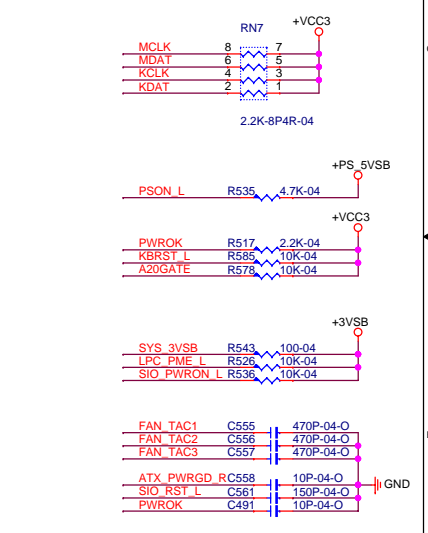 RN7 +VCC3
MCLK 8 7
MDAT 6 5
KCLK 4 3
KDAT 2 1
2.2K-8P4R-04
+PS_5VSB
PSON_L R535 4.7K-04
+VCC3
PWROK R517 2.2K-04
KBRST_L R585 10K-04
A20GATE R578 10K-04
+3VSB
SYS_3VSB R543 100-04
LPC_PME_L R526 10K-04
SIO_PWRON_L R536 10K-04
FAN_TAC1 C555 470P-04-O
FAN_TAC2 C556 470P-04-O
FAN_TAC3 C557 470P-04-O
ATX_PWRGD_R C558 10P-04-O
GND
SIO_RST_L C561 150P-04-O
PWROK C491 10P-04-O